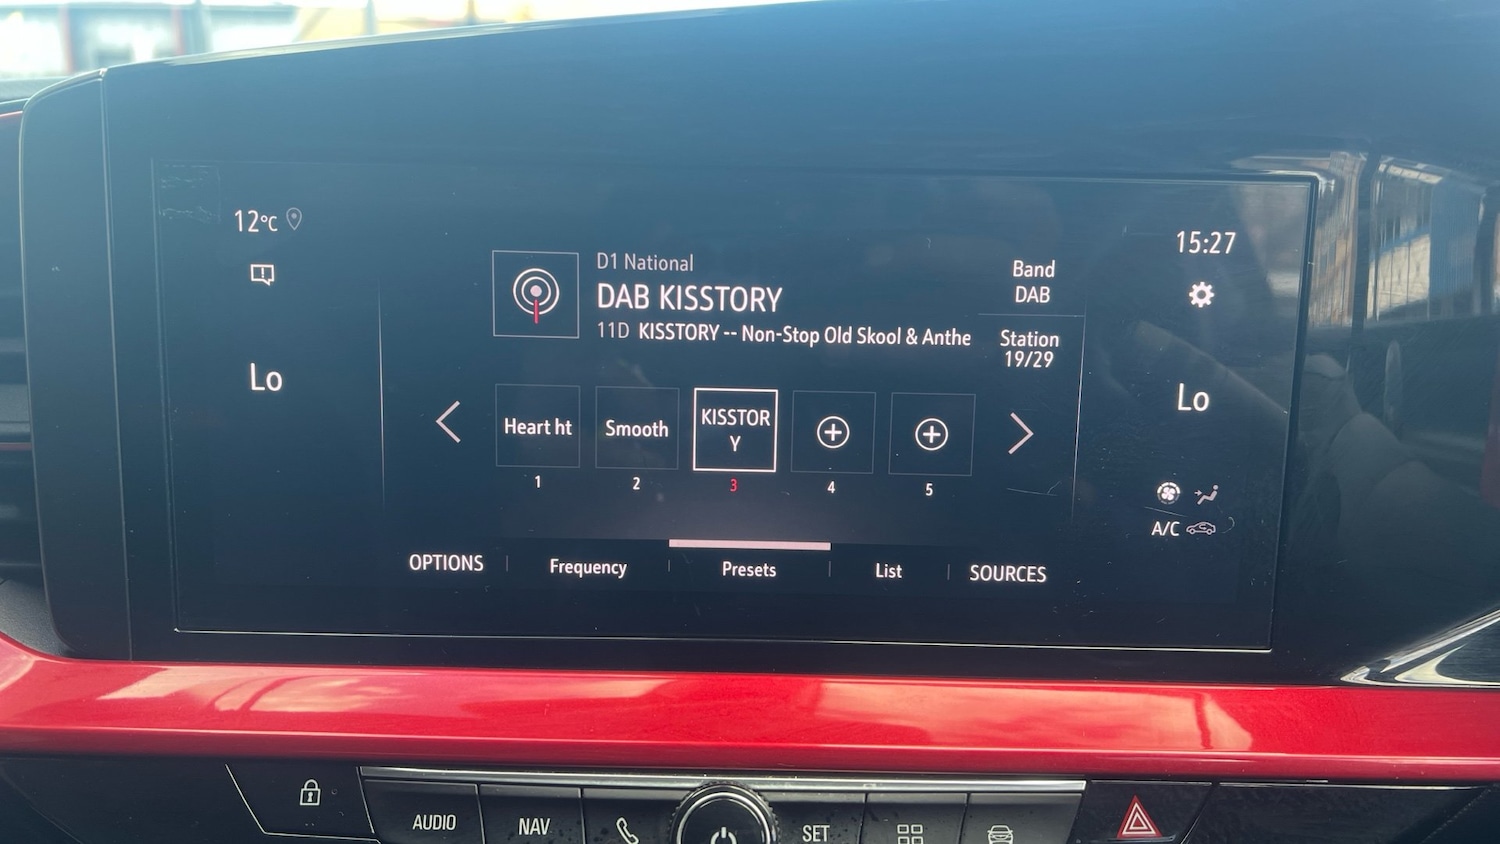 12°C
15:27
D1 National
DAB KISSTORY
11D KISSTORY -- Non-Stop Old Skool & Anthe
Band
DAB
Station
19/29
Lo
Lo
Heart ht
Smooth
KISSTOR
Y
1
2
3
4
5
A/C
OPTIONS
Frequency
Presets
List
SOURCES
AUDIO
NAV
SET